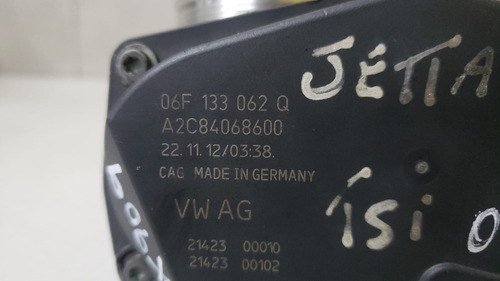 JETTA
06F 133 062 Q
A2C84068600
22.11.12/03:38.
CAG MADE IN GERMANY
VW AG
TSi
21423 00010
21423 00102